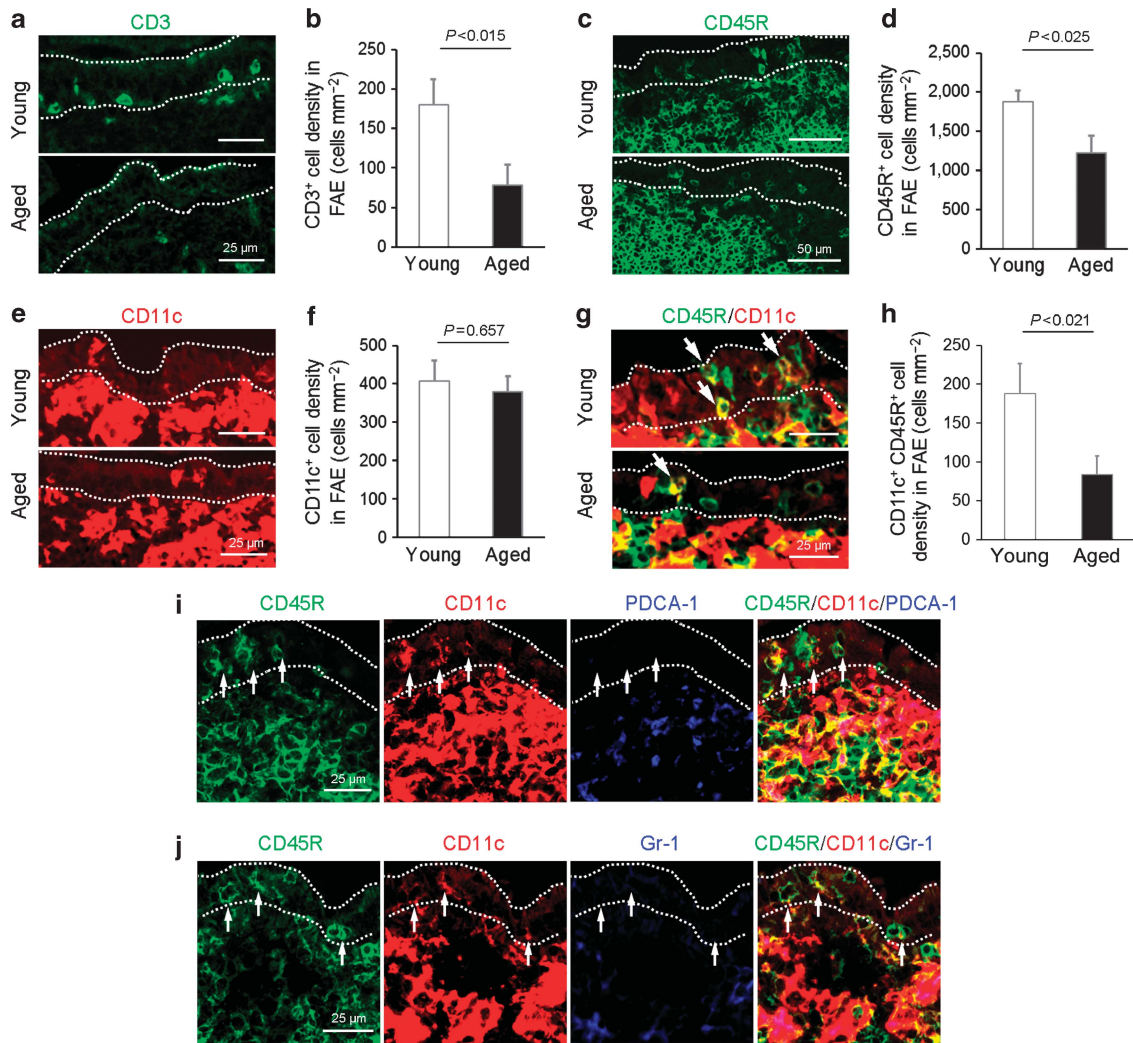 a
CD3
Young
Aged
25 µm
b
P<0.015
CD3+ cell density in
FAE (cells mm−2)
250
200
150
100
50
0
Young Aged
c
CD45R
Young
Aged
50 µm
d
P<0.025
CD45R+ cell density
in FAE (cells mm−2)
2,500
2,000
1,500
1,000
500
0
Young Aged
e
CD11c
Young
Aged
25 µm
f
P=0.657
CD11c+ cell density
in FAE (cells mm−2)
500
400
300
200
100
0
Young Aged
g
CD45R/CD11c
Young
Aged
25 µm
h
P<0.021
CD11c+ CD45R+ cell
density in FAE (cells mm−2)
250
200
150
100
50
0
Young Aged
i
CD45R CD11c PDCA-1 CD45R/CD11c/PDCA-1
25 µm
j
CD45R CD11c Gr-1 CD45R/CD11c/Gr-1
25 µm